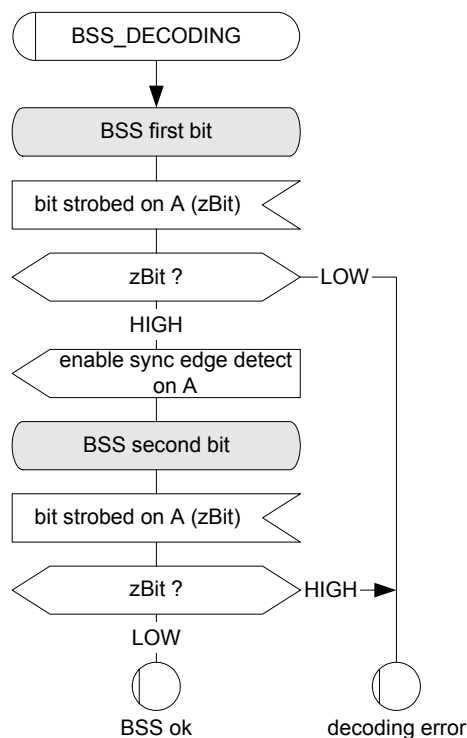 BSS_DECODING
BSS first bit
bit strobed on A (zBit)
zBit ?
LOW
HIGH
enable sync edge detect
on A
BSS second bit
bit strobed on A (zBit)
zBit ?
HIGH
LOW
BSS ok
decoding error